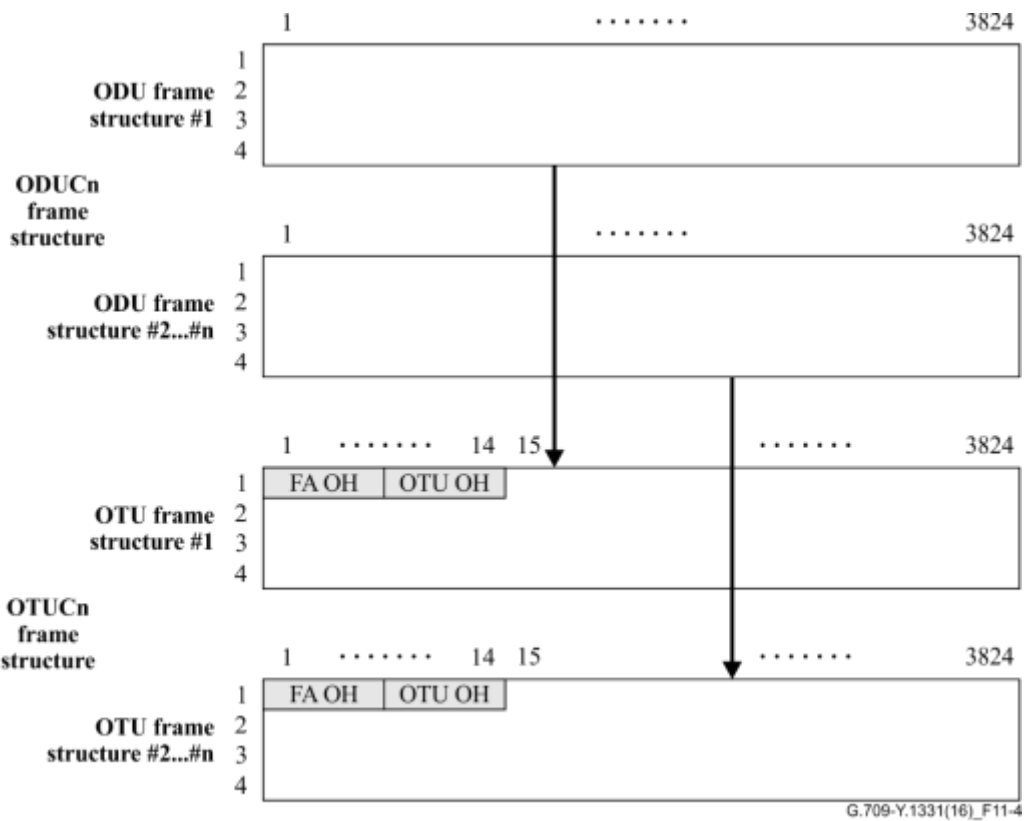 1 ······· 3824
1
ODU frame 2
structure #1 3
4
ODUCn
frame
structure
1 ······· 3824
1
ODU frame 2
structure #2...#n 3
4
1 ······· 14 15 ······· 3824
1 FA OH OTU OH
OTU frame 2
structure #1 3
4
OTUCn
frame
structure
1 ······· 14 15 ······· 3824
1 FA OH OTU OH
OTU frame 2
structure #2...#n 3
4
G.709-Y.1331(16)_F11-4